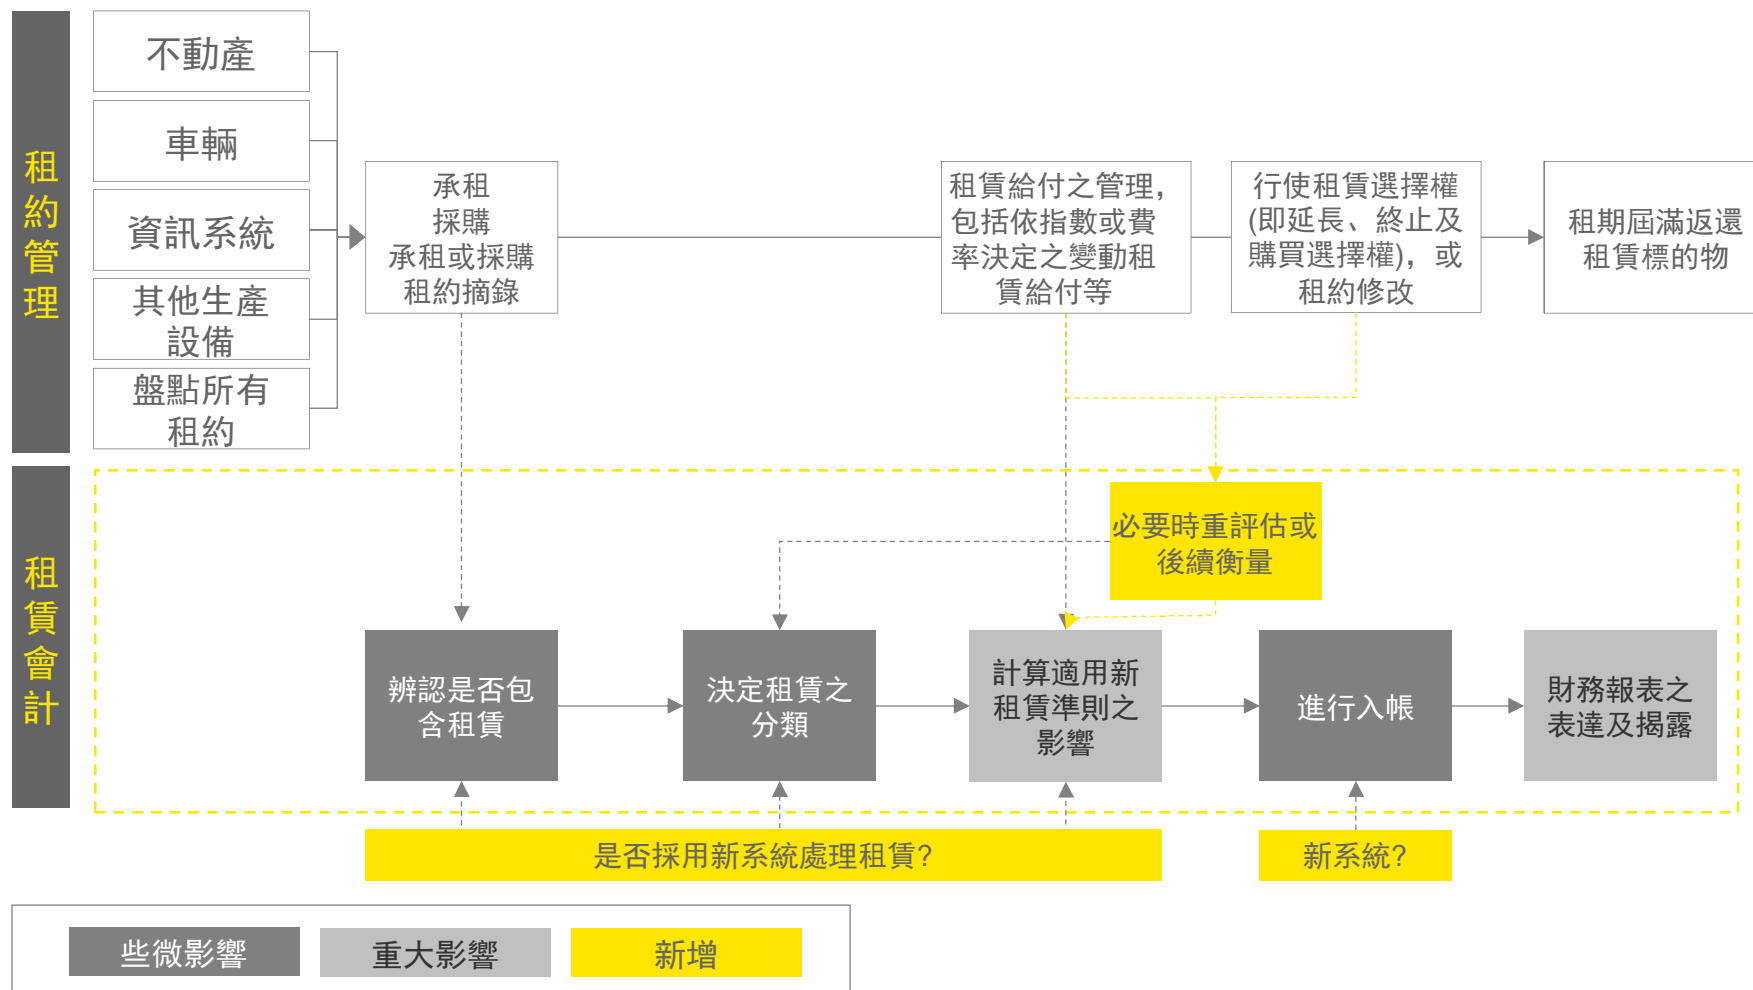 租約管理
不動產
車輛
資訊系統
其他生產
設備
盤點所有
租約
承租
採購
承租或採購
租約摘錄
租賃給付之管理，
包括依指數或費
率決定之變動租
賃給付等
行使租賃選擇權
(即延長、終止及
購買選擇權)，或
租約修改
租期屆滿返還
租賃標的物
租賃會計
必要時重評估或
後續衡量
辨認是否包
含租賃
決定租賃之
分類
計算適用新
租賃準則之
影響
進行入帳
財務報表之
表達及揭露
是否採用新系統處理租賃?
新系統?
些微影響
重大影響
新增